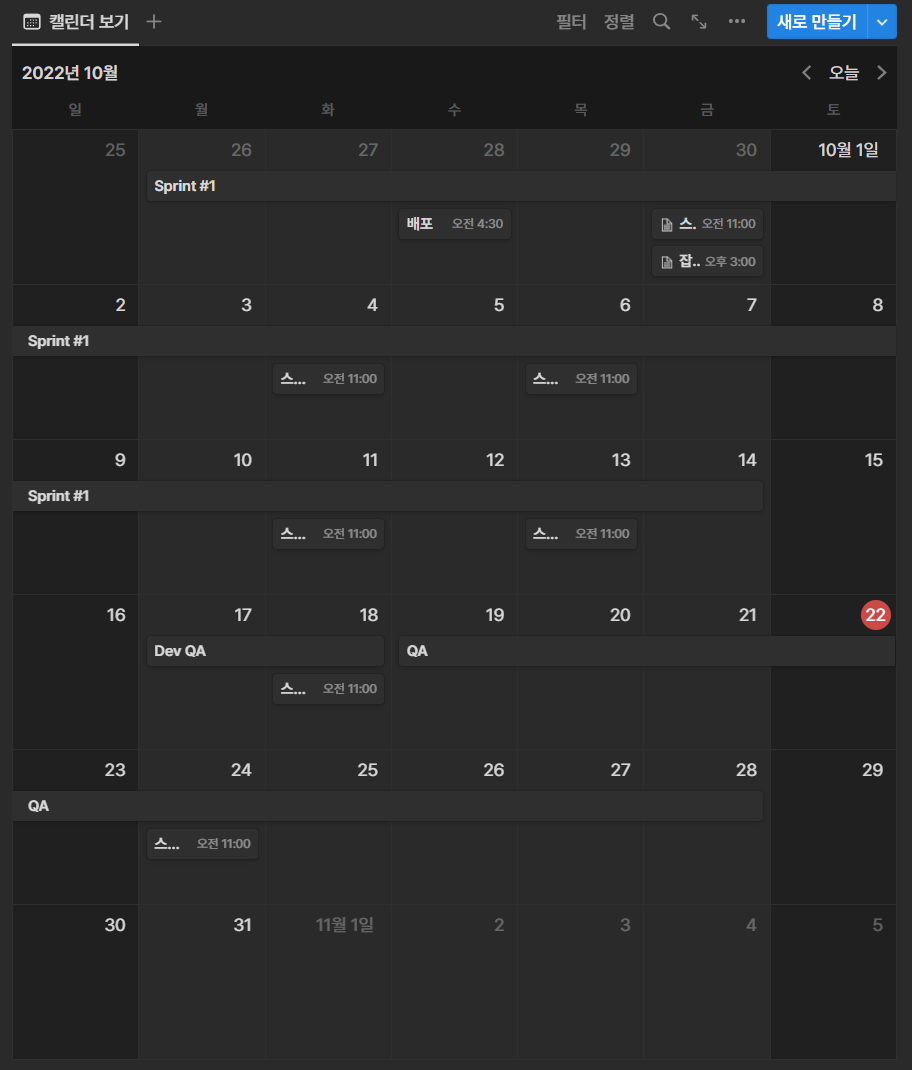 캘린더 보기
필터 정렬 새로 만들기
2022년 10월 오늘
일 월 화 수 목 금 토
25 26 27 28 29 30 10월 1일
Sprint #1
배포 오전 4:30 스. 오전 11:00
잡.. 오후 3:00
2 3 4 5 6 7 8
Sprint #1
스... 오전 11:00 스... 오전 11:00
9 10 11 12 13 14 15
Sprint #1
스... 오전 11:00 스... 오전 11:00
16 17 18 19 20 21 22
Dev QA QA
스... 오전 11:00
23 24 25 26 27 28 29
QA
스... 오전 11:00
30 31 11월 1일 2 3 4 5